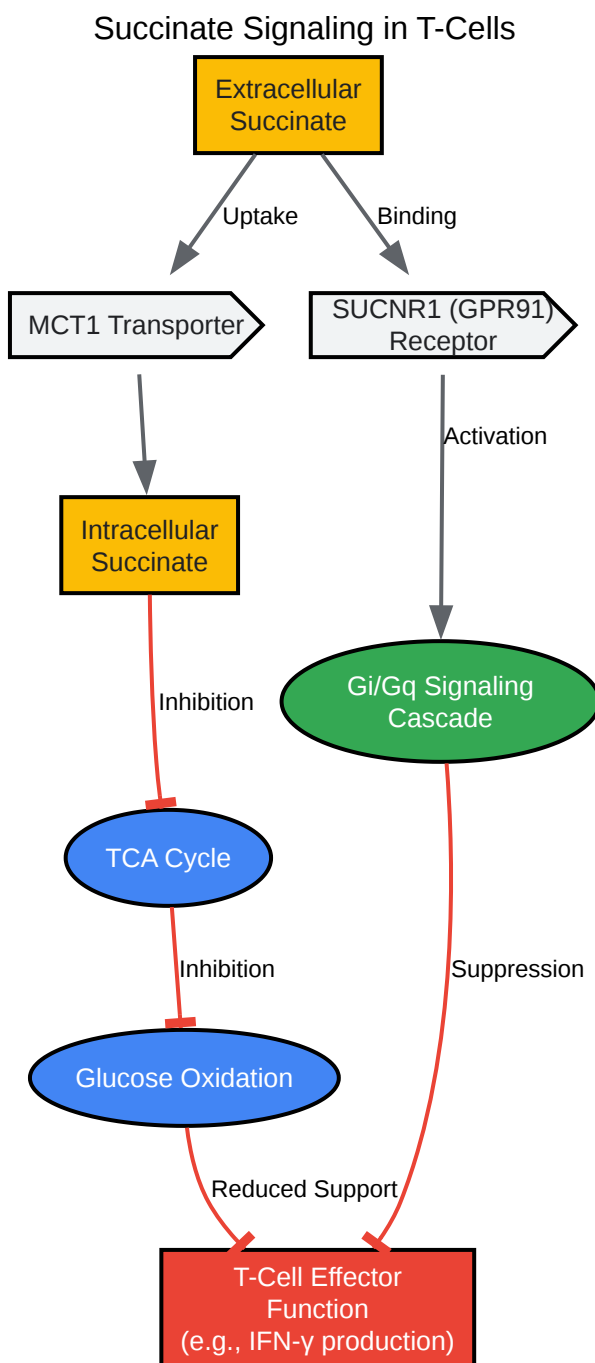 Succinate Signaling in T-Cells
Extracellular
Succinate
Uptake
Binding
MCT1 Transporter
SUCNR1 (GPR91)
Receptor
Activation
Intracellular
Succinate
Inhibition
Gi/Gq Signaling
Cascade
TCA Cycle
Inhibition
Suppression
Glucose Oxidation
Reduced Support
T-Cell Effector
Function
(e.g., IFN-γ production)